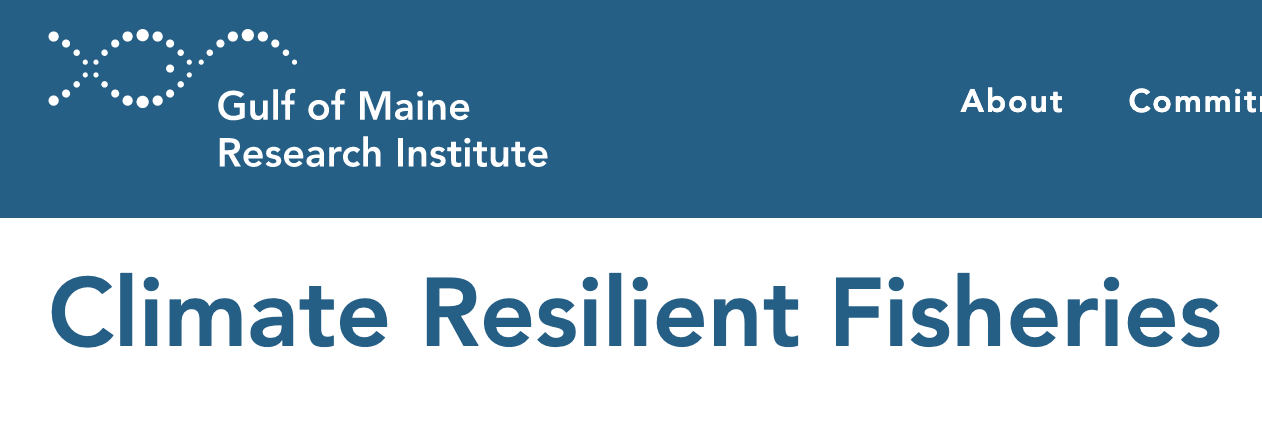 Gulf of Maine
Research Institute
About
Climate Resilient Fisheries